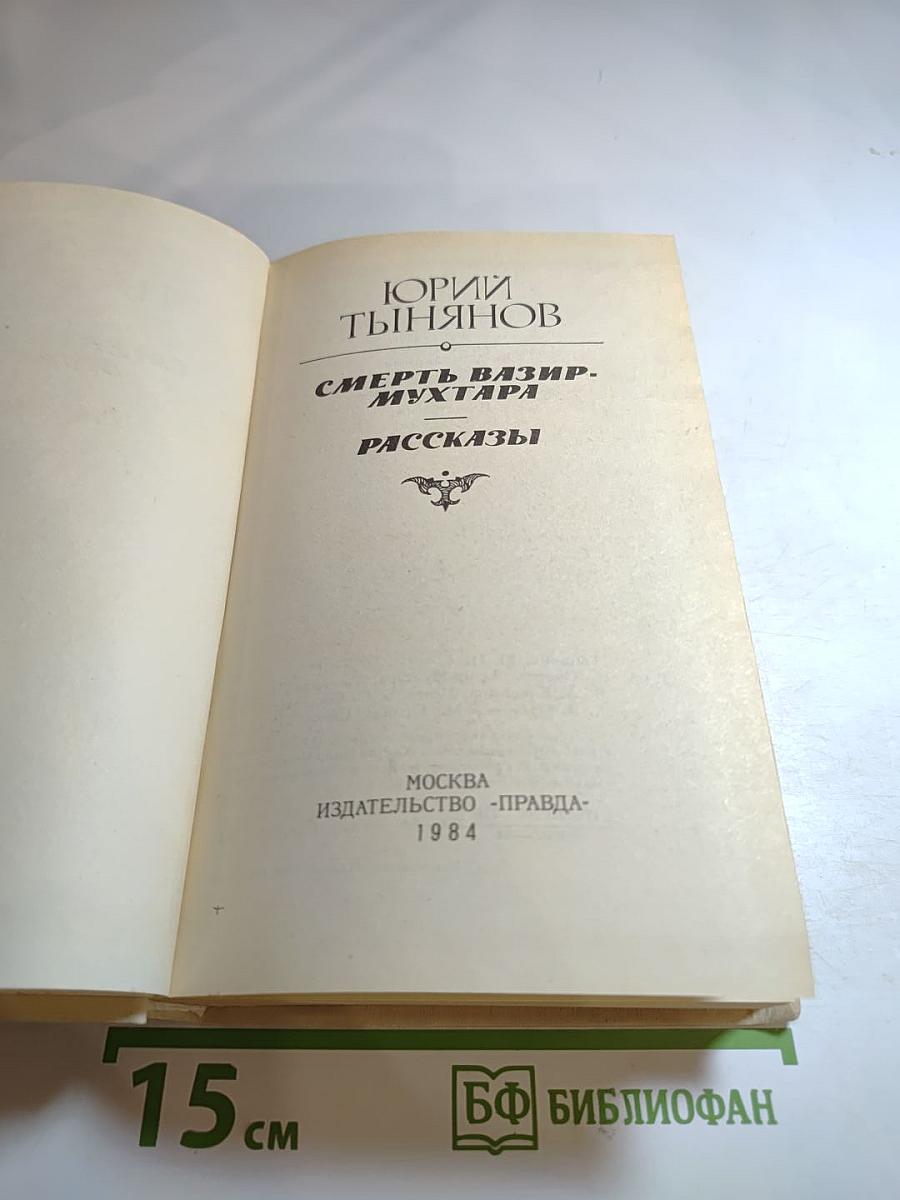 ЮРИЙ
ТЫНЯНОВ
СМЕРТЬ ВАЗИР-
МУХТАРА
РАССКАЗЫ
МОСКВА
ИЗДАТЕЛЬСТВО «ПРАВДА»
1984
15 см
БФ БИБЛИОФАН